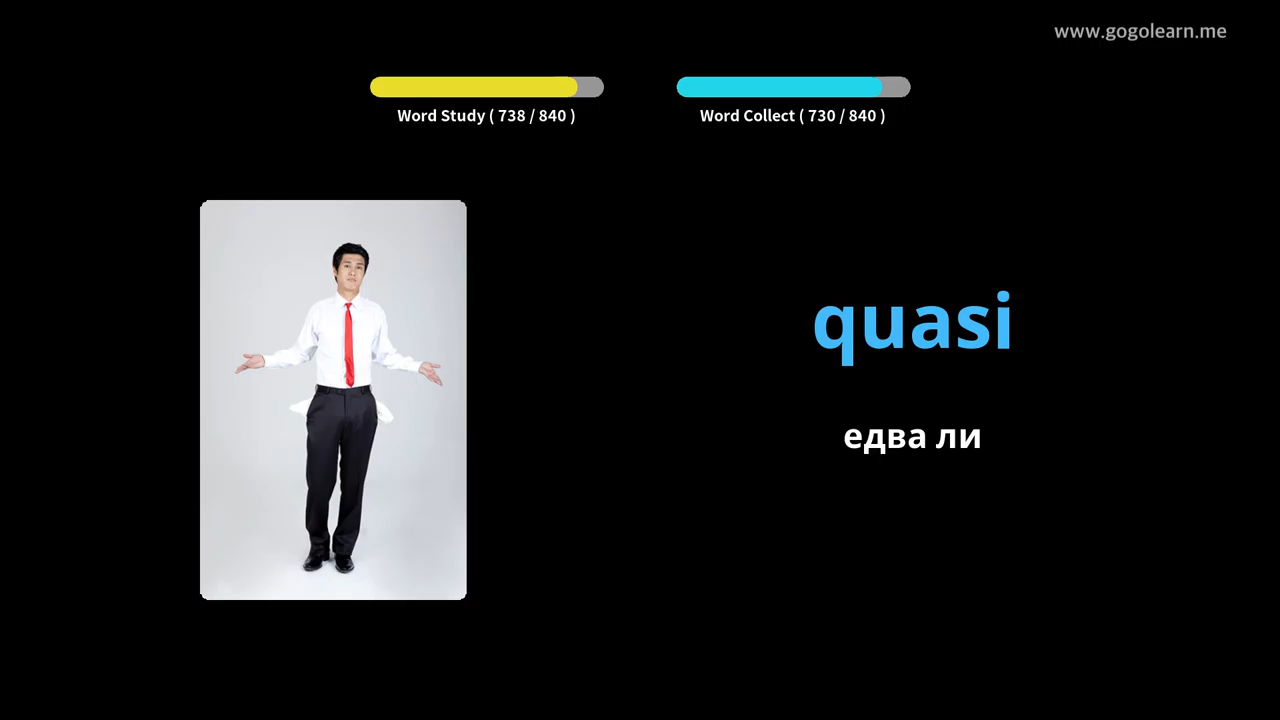 www.gogolearn.me
Word Study ( 738 / 840 )
Word Collect ( 730 / 840 )
quasi
едва ли